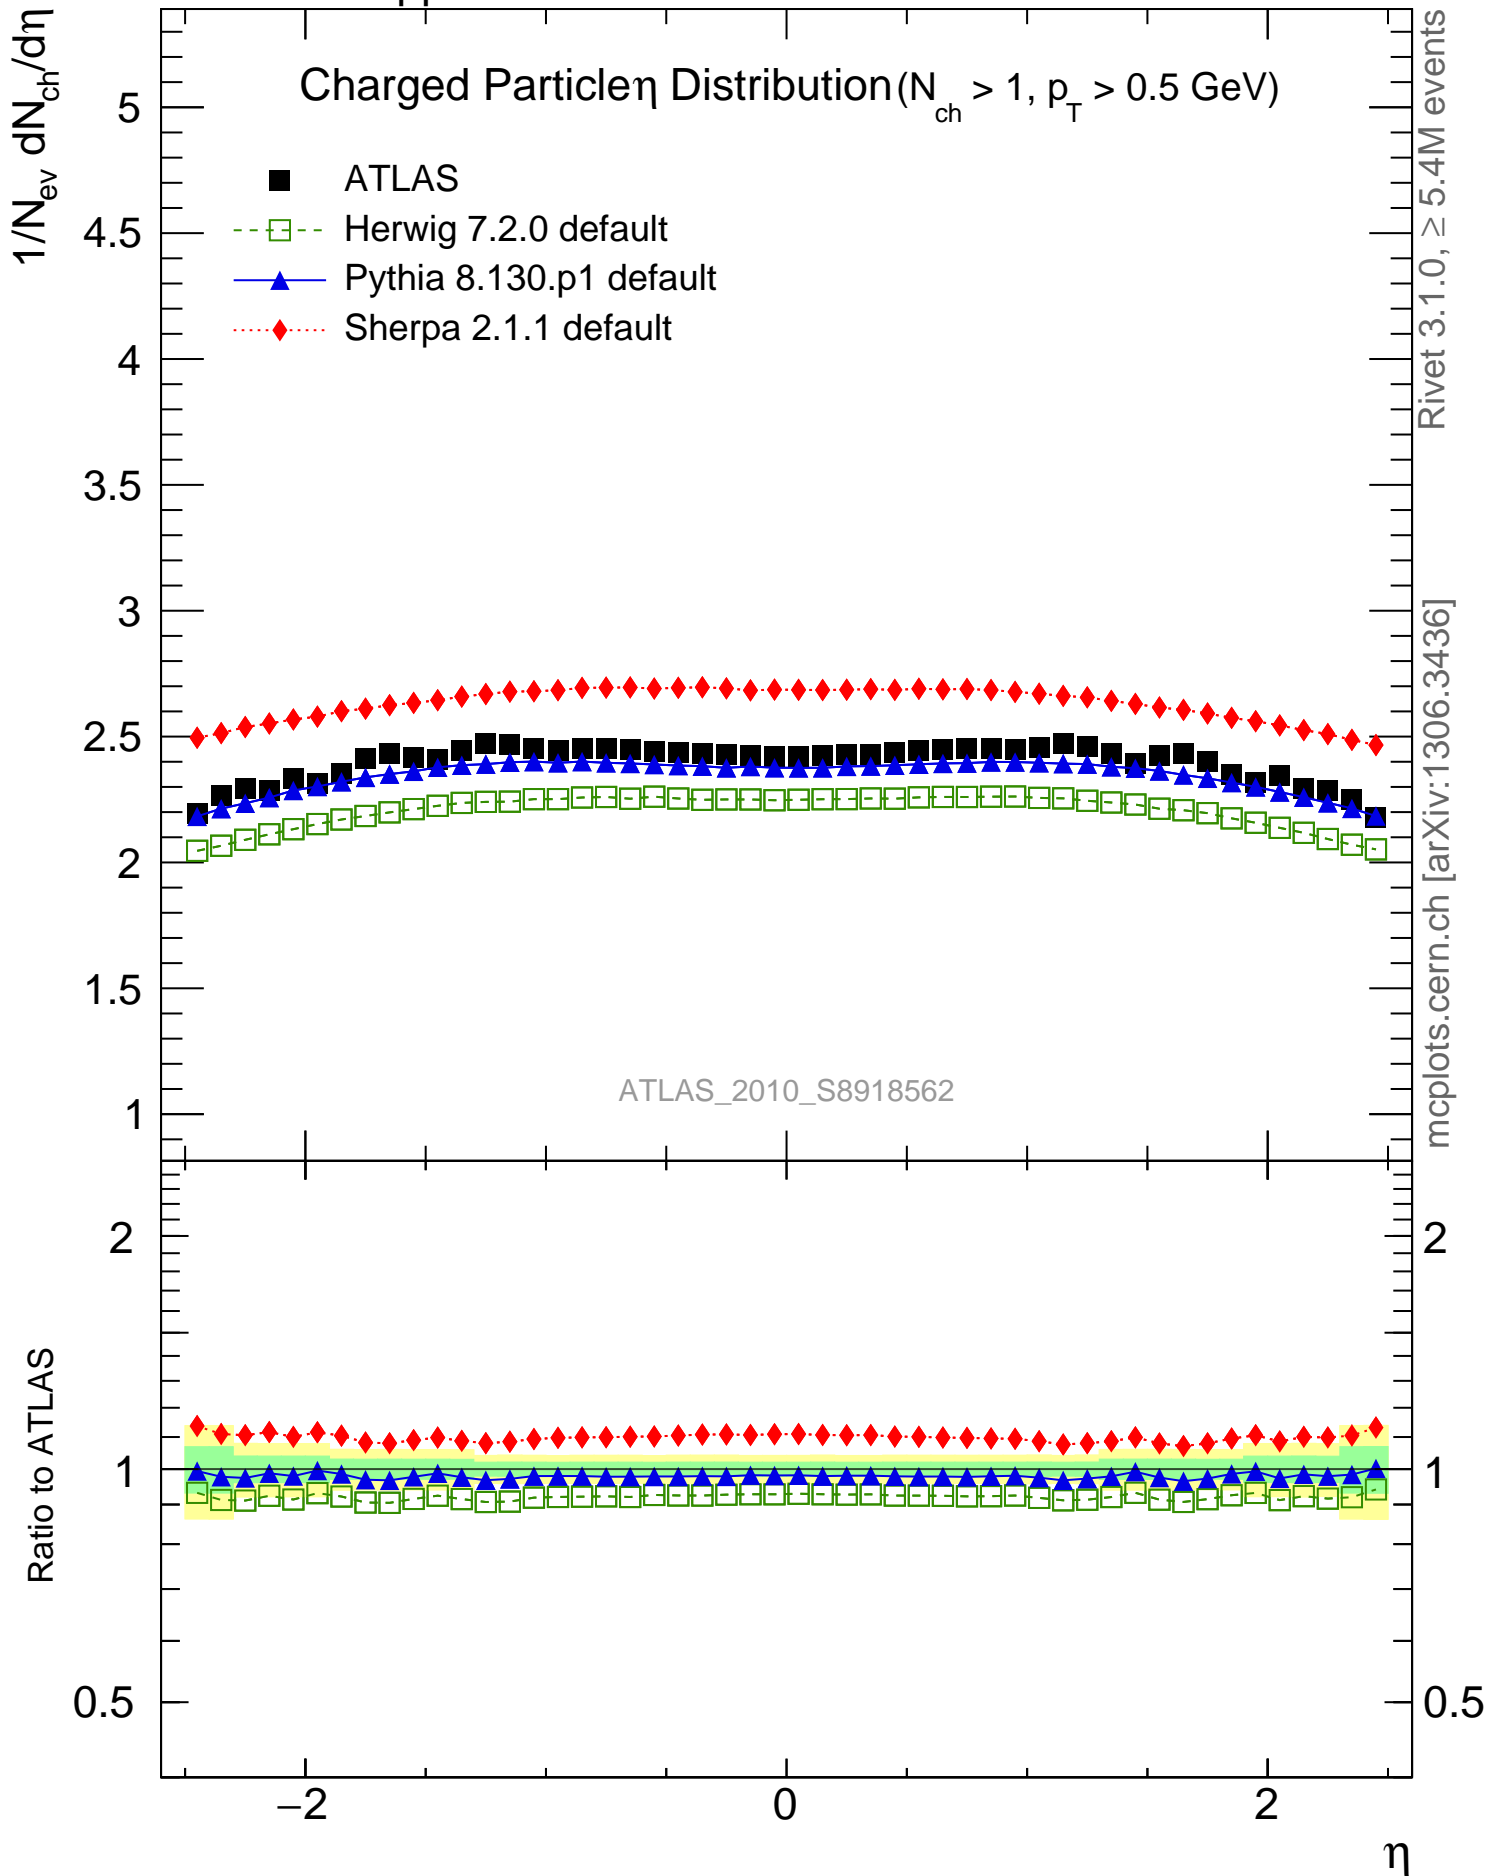 pp
1/N_ev dN_ch/dη
Charged Particleη Distribution (N_ch > 1, p_T > 0.5 GeV)
ATLAS
Herwig 7.2.0 default
Pythia 8.130.p1 default
Sherpa 2.1.1 default
5
4.5
4
3.5
3
2.5
2
1.5
1
ATLAS_2010_S8918562
Rivet 3.1.0, ≥ 5.4M events
mcplots.cern.ch [arXiv:1306.3436]
Ratio to ATLAS
2
1
0.5
2
1
0.5
−2
0
2
η